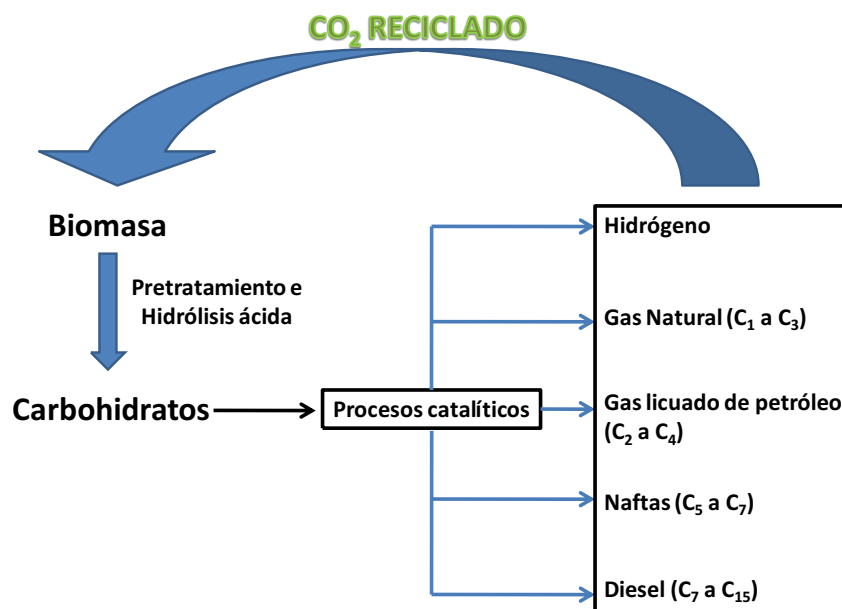 CO₂ RECICLADO
Biomasa
Pretratamiento e
Hidrólisis ácida
Carbohidratos
Procesos catalíticos
Hidrógeno
Gas Natural (C₁ a C₃)
Gas licuado de petróleo
(C₂ a C₄)
Naftas (C₅ a C₇)
Diesel (C₇ a C₁₅)